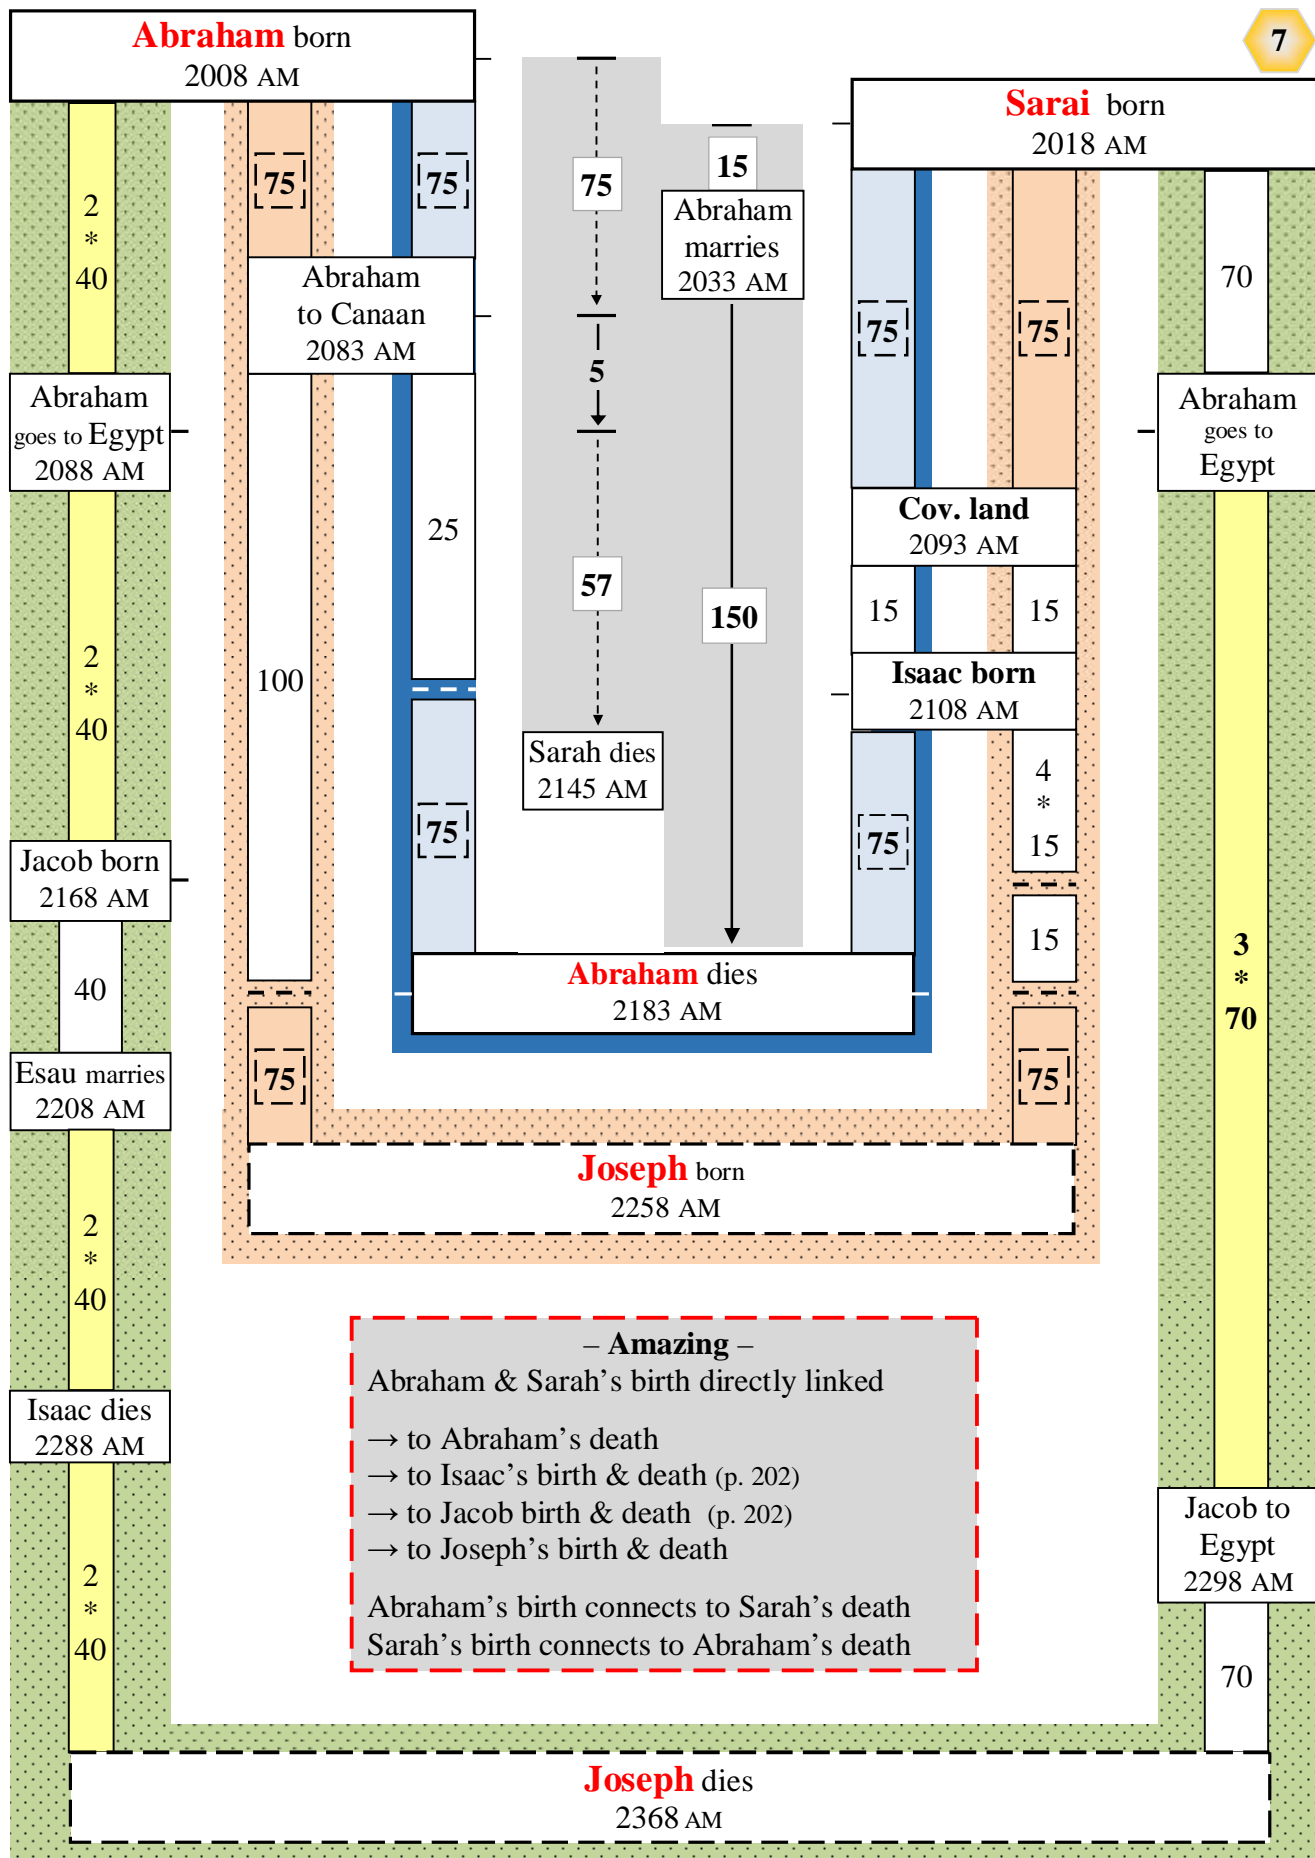 Abraham born
2008 AM
7
Sarai born
2018 AM
2
*
40
75
75
75
15
Abraham
marries
2033 AM
Abraham
to Canaan
2083 AM
70
75
75
5
Abraham
goes to Egypt
2088 AM
Abraham
goes to
Egypt
Cov. land
2093 AM
25
57
150
15
15
2
*
40
100
Isaac born
2108 AM
Sarah dies
2145 AM
4
*
15
75
75
Jacob born
2168 AM
15
3
*
70
40
Abraham dies
2183 AM
Esau marries
2208 AM
75
75
Joseph born
2258 AM
2
*
40
– Amazing –
Abraham & Sarah’s birth directly linked
→ to Abraham’s death
→ to Isaac’s birth & death (p. 202)
→ to Jacob birth & death (p. 202)
→ to Joseph’s birth & death
Abraham’s birth connects to Sarah’s death
Sarah’s birth connects to Abraham’s death
Isaac dies
2288 AM
Jacob to
Egypt
2298 AM
2
*
40
70
Joseph dies
2368 AM